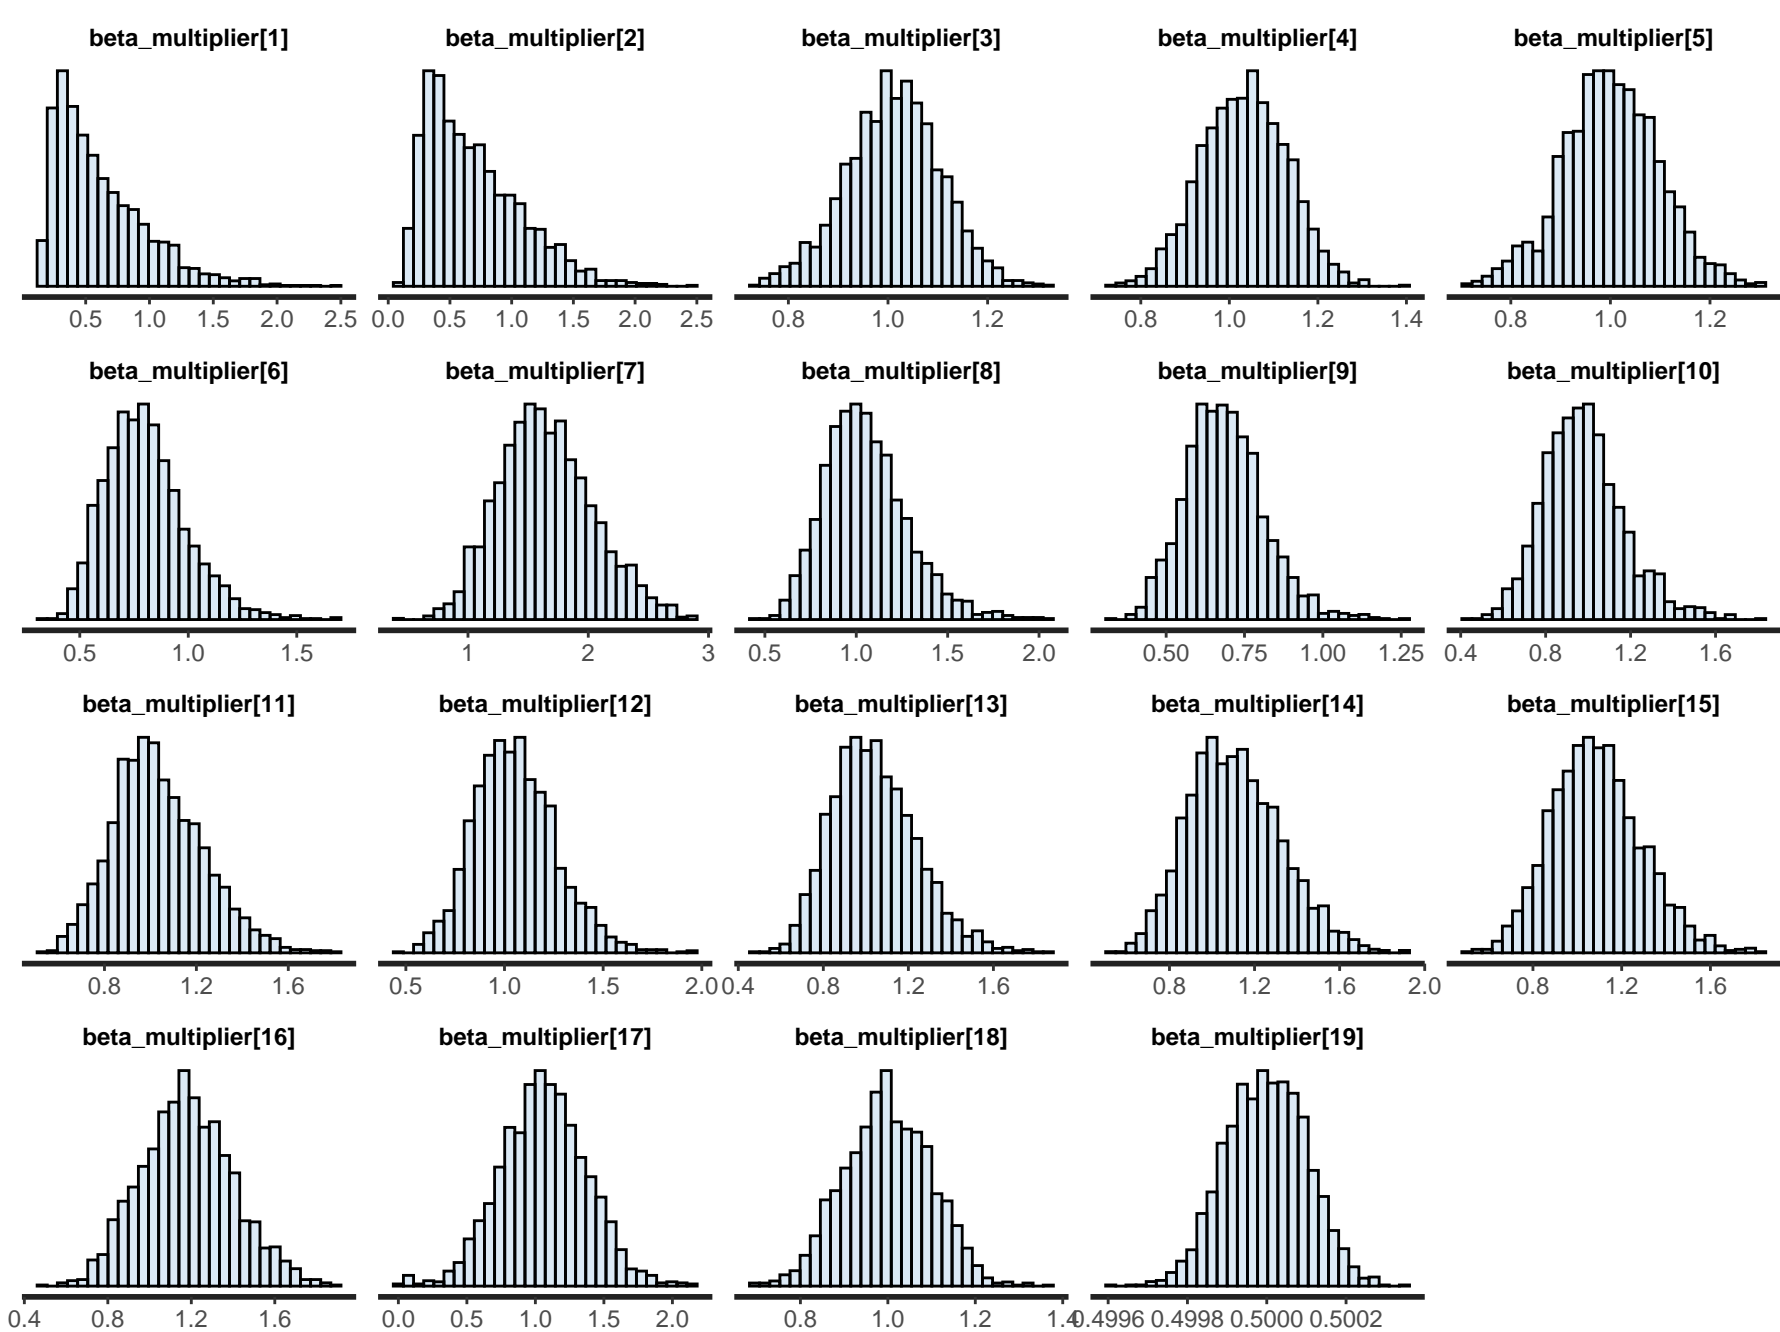 beta_multiplier[1] beta_multiplier[2] beta_multiplier[3] beta_multiplier[4] beta_multiplier[5]
0.5 1.0 1.5 2.0 2.5 0.0 0.5 1.0 1.5 2.0 2.5 0.8 1.0 1.2 0.8 1.0 1.2 1.4 0.8 1.0 1.2
beta_multiplier[6] beta_multiplier[7] beta_multiplier[8] beta_multiplier[9] beta_multiplier[10]
0.5 1.0 1.5 1 2 3 0.5 1.0 1.5 2.0 0.50 0.75 1.00 1.25 0.4 0.8 1.2 1.6
beta_multiplier[11] beta_multiplier[12] beta_multiplier[13] beta_multiplier[14] beta_multiplier[15]
0.8 1.2 1.6 0.5 1.0 1.5 2.0 0.4 0.8 1.2 1.6 0.8 1.2 1.6 2.0 0.8 1.2 1.6
beta_multiplier[16] beta_multiplier[17] beta_multiplier[18] beta_multiplier[19]
0.4 0.8 1.2 1.6 0.0 0.5 1.0 1.5 2.0 0.8 1.0 1.2 1.4 0.4996 0.4998 0.5000 0.5002